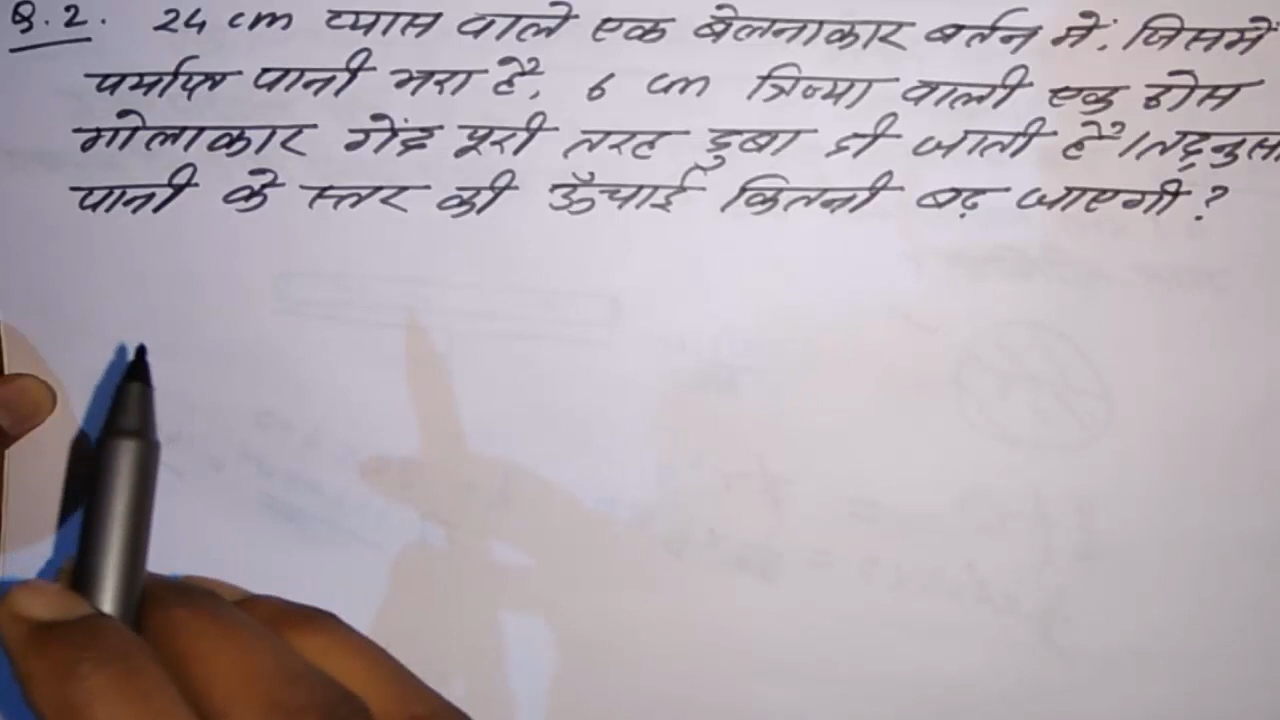 Q.2. 24 cm व्यास वाले एक बेलनाकार बर्तन में, जिसमें
पर्याप्त पानी भरा है, 6 cm त्रिज्या वाली एक ठोस
गोलाकार गेंद पूरी तरह डुबा दी जाती है। तद्नुस
पानी के स्तर की ऊँचाई कितनी बढ़ जाएगी?